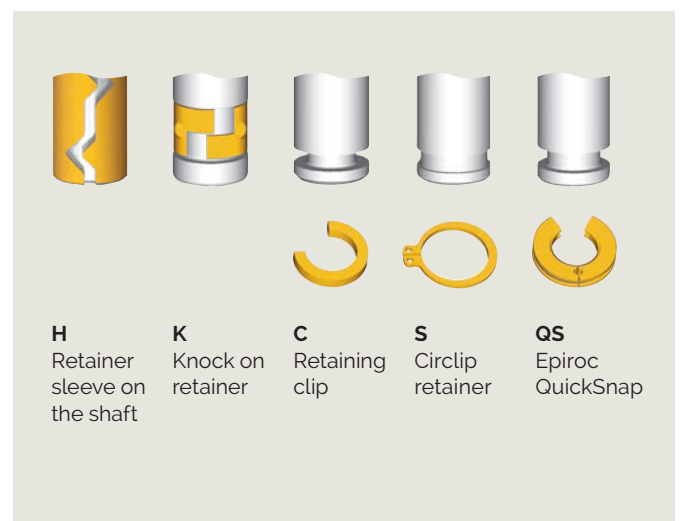 H
Retainer
sleeve on
the shaft
K
Knock on
retainer
C
Retaining
clip
S
Circlip
retainer
QS
Epiroc
QuickSnap